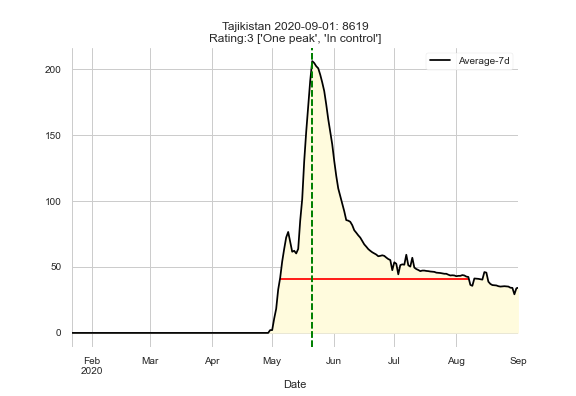 Tajikistan 2020-09-01: 8619
Rating:3 ['One peak', 'In control']
Average-7d
200
150
100
50
0
Feb Mar Apr May Jun Jul Aug Sep
2020
Date